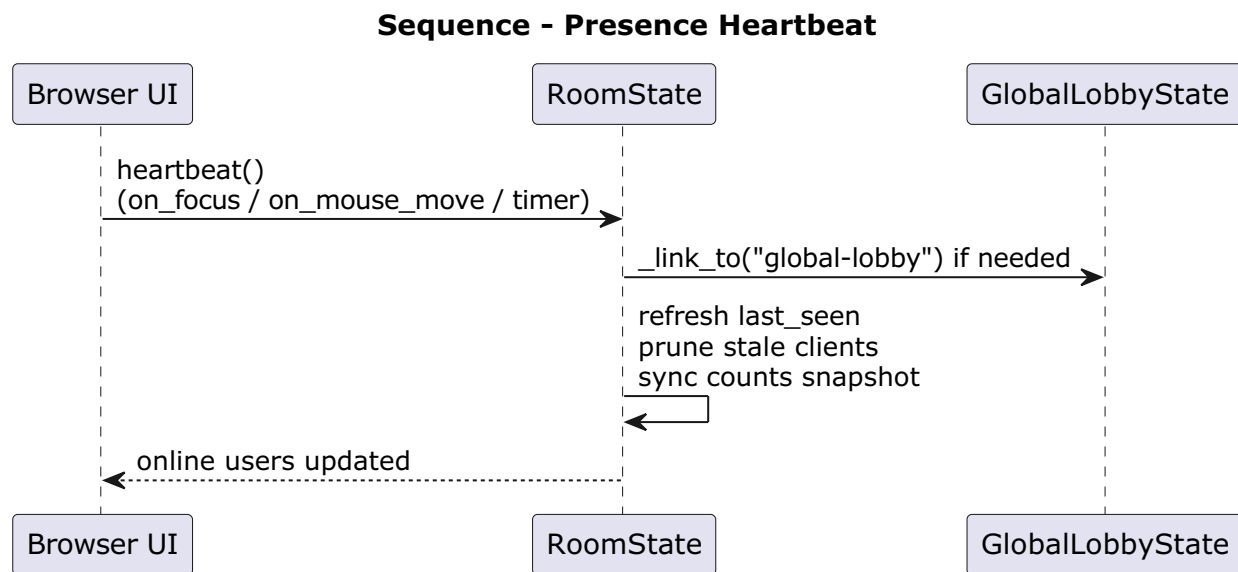 Sequence - Presence Heartbeat
Browser UI
RoomState
GlobalLobbyState
heartbeat()
(on_focus / on_mouse_move / timer)
_link_to("global-lobby") if needed
refresh last_seen
prune stale clients
sync counts snapshot
online users updated
Browser UI
RoomState
GlobalLobbyState